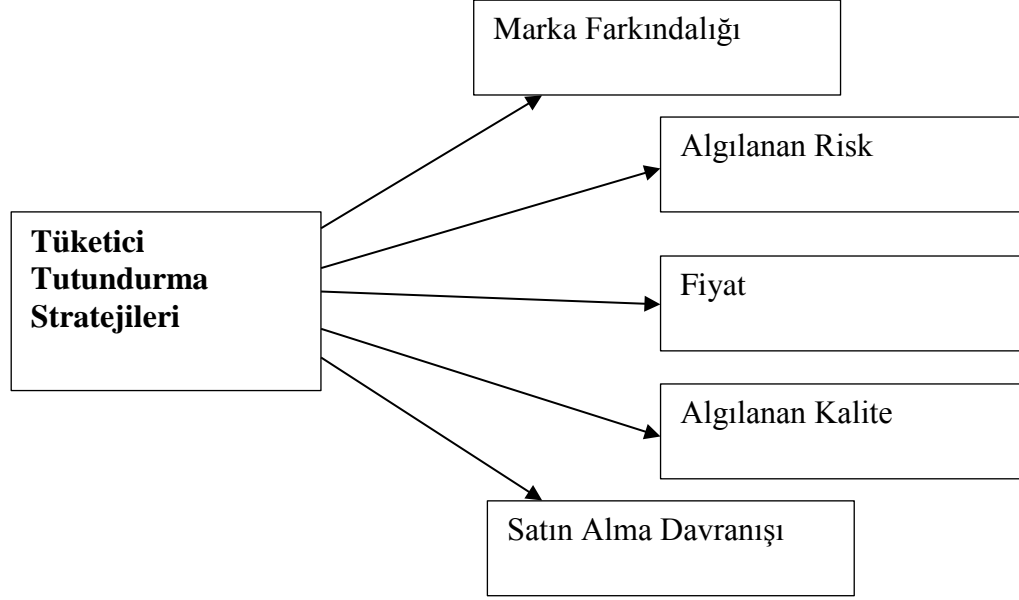 Marka Farkındalığı
Algılanan Risk
Tüketici
Tutundurma
Stratejileri
Fiyat
Algılanan Kalite
Satın Alma Davranışı